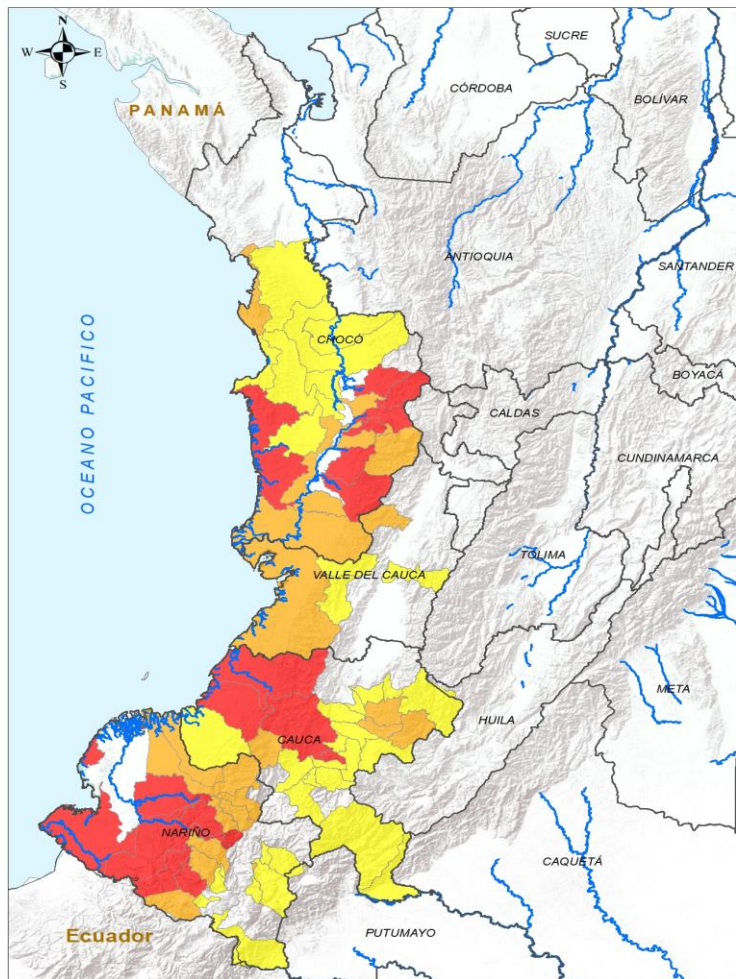 N
W E
S
SUCRE
CÓRDOBA
BOLÍVAR
PANAMÁ
ANTIOQUIA
SANTANDER
OCEANO PACIFICO
CHOCÓ
BOYACÁ
CALDAS
CUNDINAMARCA
TOLIMA
VALLE DEL CAUCA
META
HUILA
CAUCA
NARIÑO
CAQUETÁ
Ecuador
PUTUMAYO